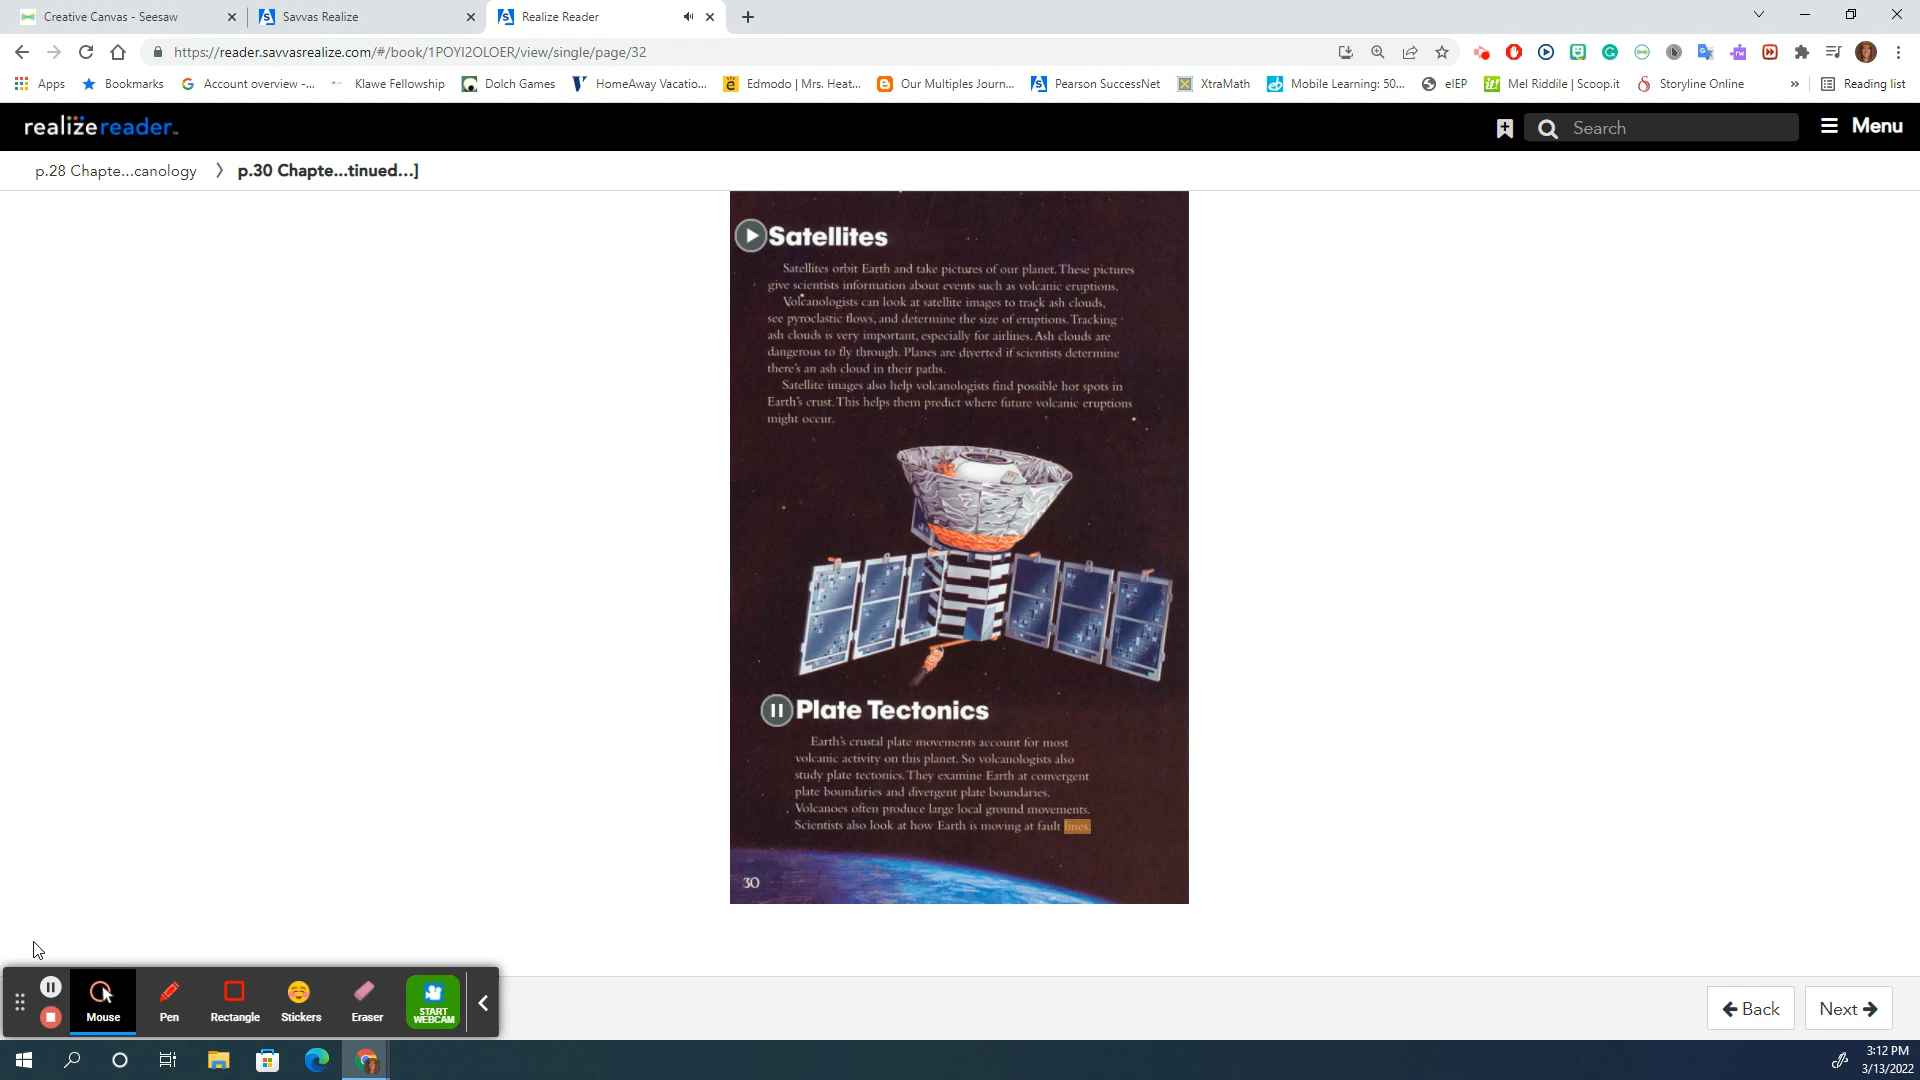 Creative Canvas - Seesaw
Savvas Realize
Realize Reader
https://reader.savvasrealize.com/#/book/1POYI2OLOER/view/single/page/32
Apps
Bookmarks
Account overview -...
Klawe Fellowship
Dolch Games
HomeAway Vacatio...
Edmodo | Mrs. Heat...
Our Multiples Journ...
Pearson SuccessNet
XtraMath
Mobile Learning: 50...
eIEP
Mel Riddile | Scoop.it
Storyline Online
»
Reading list
realizereader™
Search
Menu
p.28 Chapte...canology
p.30 Chapte...tinued...]
Satellites
Satellites orbit Earth and take pictures of our planet. These pictures
give scientists information about events such as volcanic eruptions.
Volcanologists can look at satellite images to track ash clouds,
see pyroclastic flows, and determine the size of eruptions. Tracking
ash clouds is very important, especially for airlines. Ash clouds are
dangerous to fly through. Planes are diverted if scientists determine
there's an ash cloud in their paths.
Satellite images also help volcanologists find possible hot spots in
Earth's crust. This helps them predict where future volcanic eruptions
might occur.
Plate Tectonics
Earth's crustal plate movements account for most
volcanic activity on this planet. So volcanologists also
study plate tectonics. They examine Earth at convergent
plate boundaries and divergent plate boundaries.
Volcanoes often produce large local ground movements.
Scientists also look at how Earth is moving at fault lines.
30
Mouse
Pen
Rectangle
Stickers
Eraser
START
WEBCAM
Back
Next
3:12 PM
3/13/2022